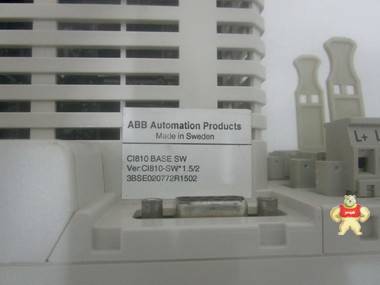 ABB Automation Products
Made in Sweden
CI810 BASE SW
Ver:CI810-SW*1.5/2
3BSE020772R1502
L+ L